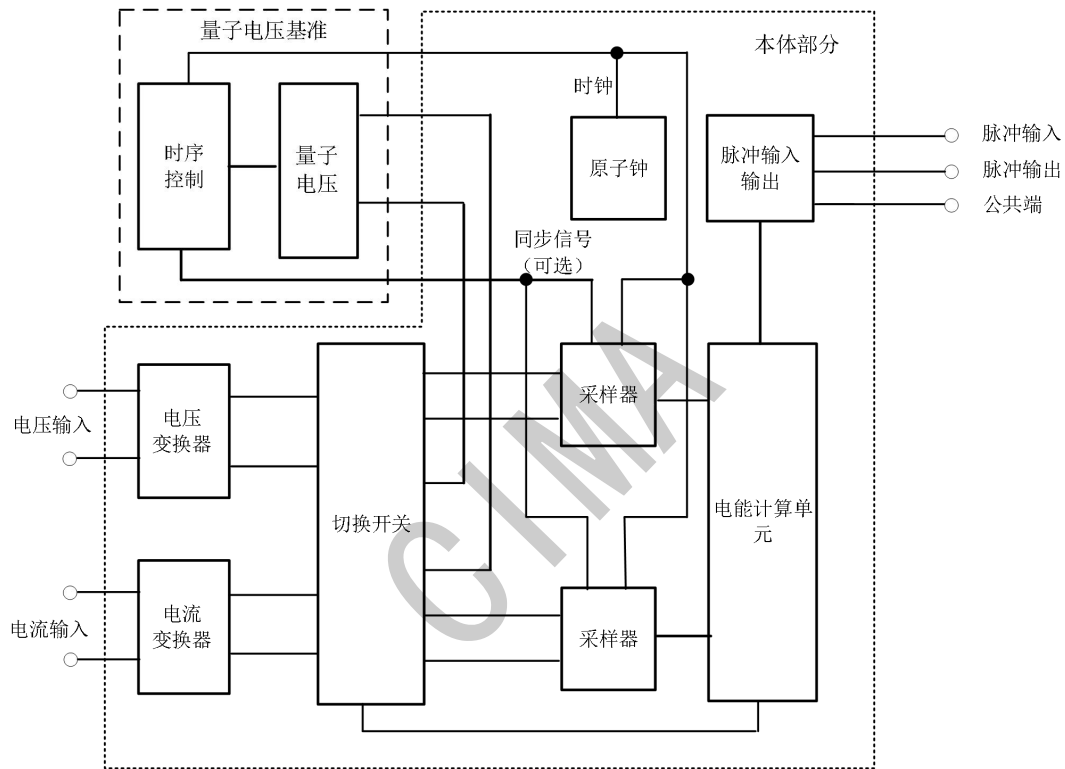 量子电压基准
本体部分
时钟
时序
控制
量子
电压
原子钟
脉冲输入
输出
脉冲输入
脉冲输出
公共端
同步信号
（可选）
电压输入
电压
变换器
切换开关
采样器
电能计算单
元
电流输入
电流
变换器
采样器
CIMA